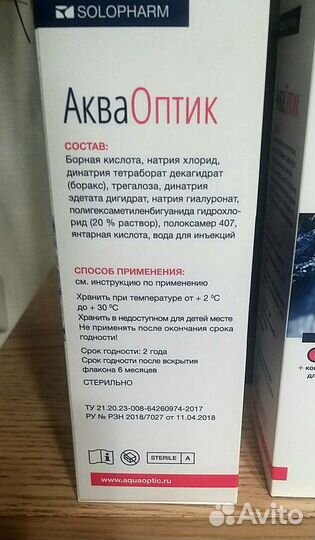 SOLOPHARM
АкваОптик
СОСТАВ:
Борная кислота, натрия хлорид,
динатрия тетраборат декагидрат
(боракс), трегалоза, динатрия
эдетата дигидрат, натрия гиалуронат,
полигексаметиленбигуанида гидрохло-
рид (20 % раствор), полоксамер 407,
янтарная кислота, вода для инъекций
СПОСОБ ПРИМЕНЕНИЯ:
см. инструкцию по применению
Хранить при температуре от + 2 °С
до + 30 °С
Хранить в недоступном для детей месте
Не применять после окончания срока
годности!
Срок годности: 2 года
Срок годности после вскрытия
флакона 6 месяцев
СТЕРИЛЬНО
ТУ 21.20.23-008-64260974-2017
РУ № РЗН 2018/7027 от 11.04.2018
STERILE A
www.aquaoptic.ru
Avito